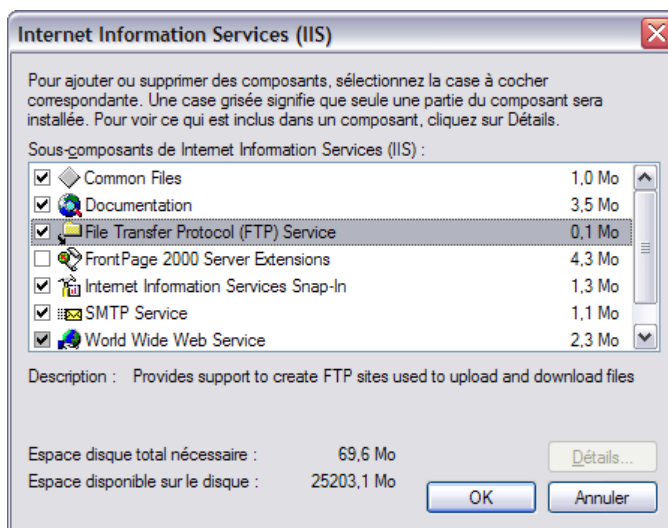 Internet Information Services (IIS)
Pour ajouter ou supprimer des composants, sélectionnez la case à cocher
correspondante. Une case grisée signifie que seule une partie du composant sera
installée. Pour voir ce qui est inclus dans un composant, cliquez sur Détails.
Sous-composants de Internet Information Services (IIS) :
Common Files 1,0 Mo
Documentation 3,5 Mo
File Transfer Protocol (FTP) Service 0,1 Mo
FrontPage 2000 Server Extensions 4,3 Mo
Internet Information Services Snap-In 1,3 Mo
SMTP Service 1,1 Mo
World Wide Web Service 2,3 Mo
Description : Provides support to create FTP sites used to upload and download files
Espace disque total nécessaire : 69,6 Mo
Détails...
Espace disponible sur le disque : 25203,1 Mo
OK Annuler